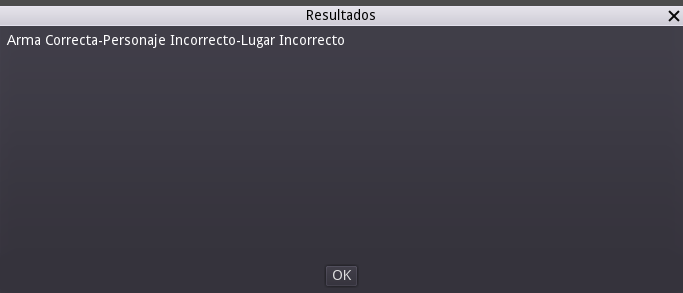 Resultados
Arma Correcta-Personaje Incorrecto-Lugar Incorrecto
OK